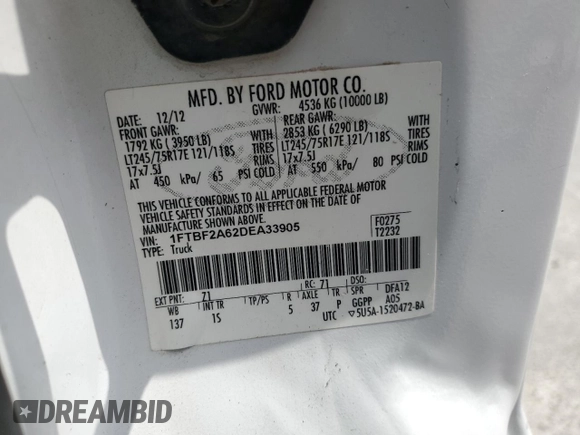 MFD. BY FORD MOTOR CO.
DATE: 12/12 GVWR: 4536 KG (10000 LB)
FRONT GAWR: REAR GAWR:
1792 KG ( 3950 LB) WITH 2853 KG ( 6290 LB) WITH
LT245/75R17E 121/118S TIRES LT245/75R17E 121/118S TIRES
17x7.5J RIMS 17x7.5J RIMS
AT 450 kPa/ 65 PSI COLD AT 550 kPa/ 80 PSI COLD
THIS VEHICLE CONFORMS TO ALL APPLICABLE FEDERAL MOTOR
VEHICLE SAFETY STANDARDS IN EFFECT ON THE DATE OF
MANUFACTURE SHOWN ABOVE.
VIN: 1FTBF2A62DEA33905 F0275
TYPE: Truck T2232
EXT PNT: Z1 RC: 71 DSO:
WB INT TR TP/PS R AXLE TR SPR DFA12
137 1S 5 37 P GGPP A05
UTC ▽5U5A-1520472-BA
DREAMBID